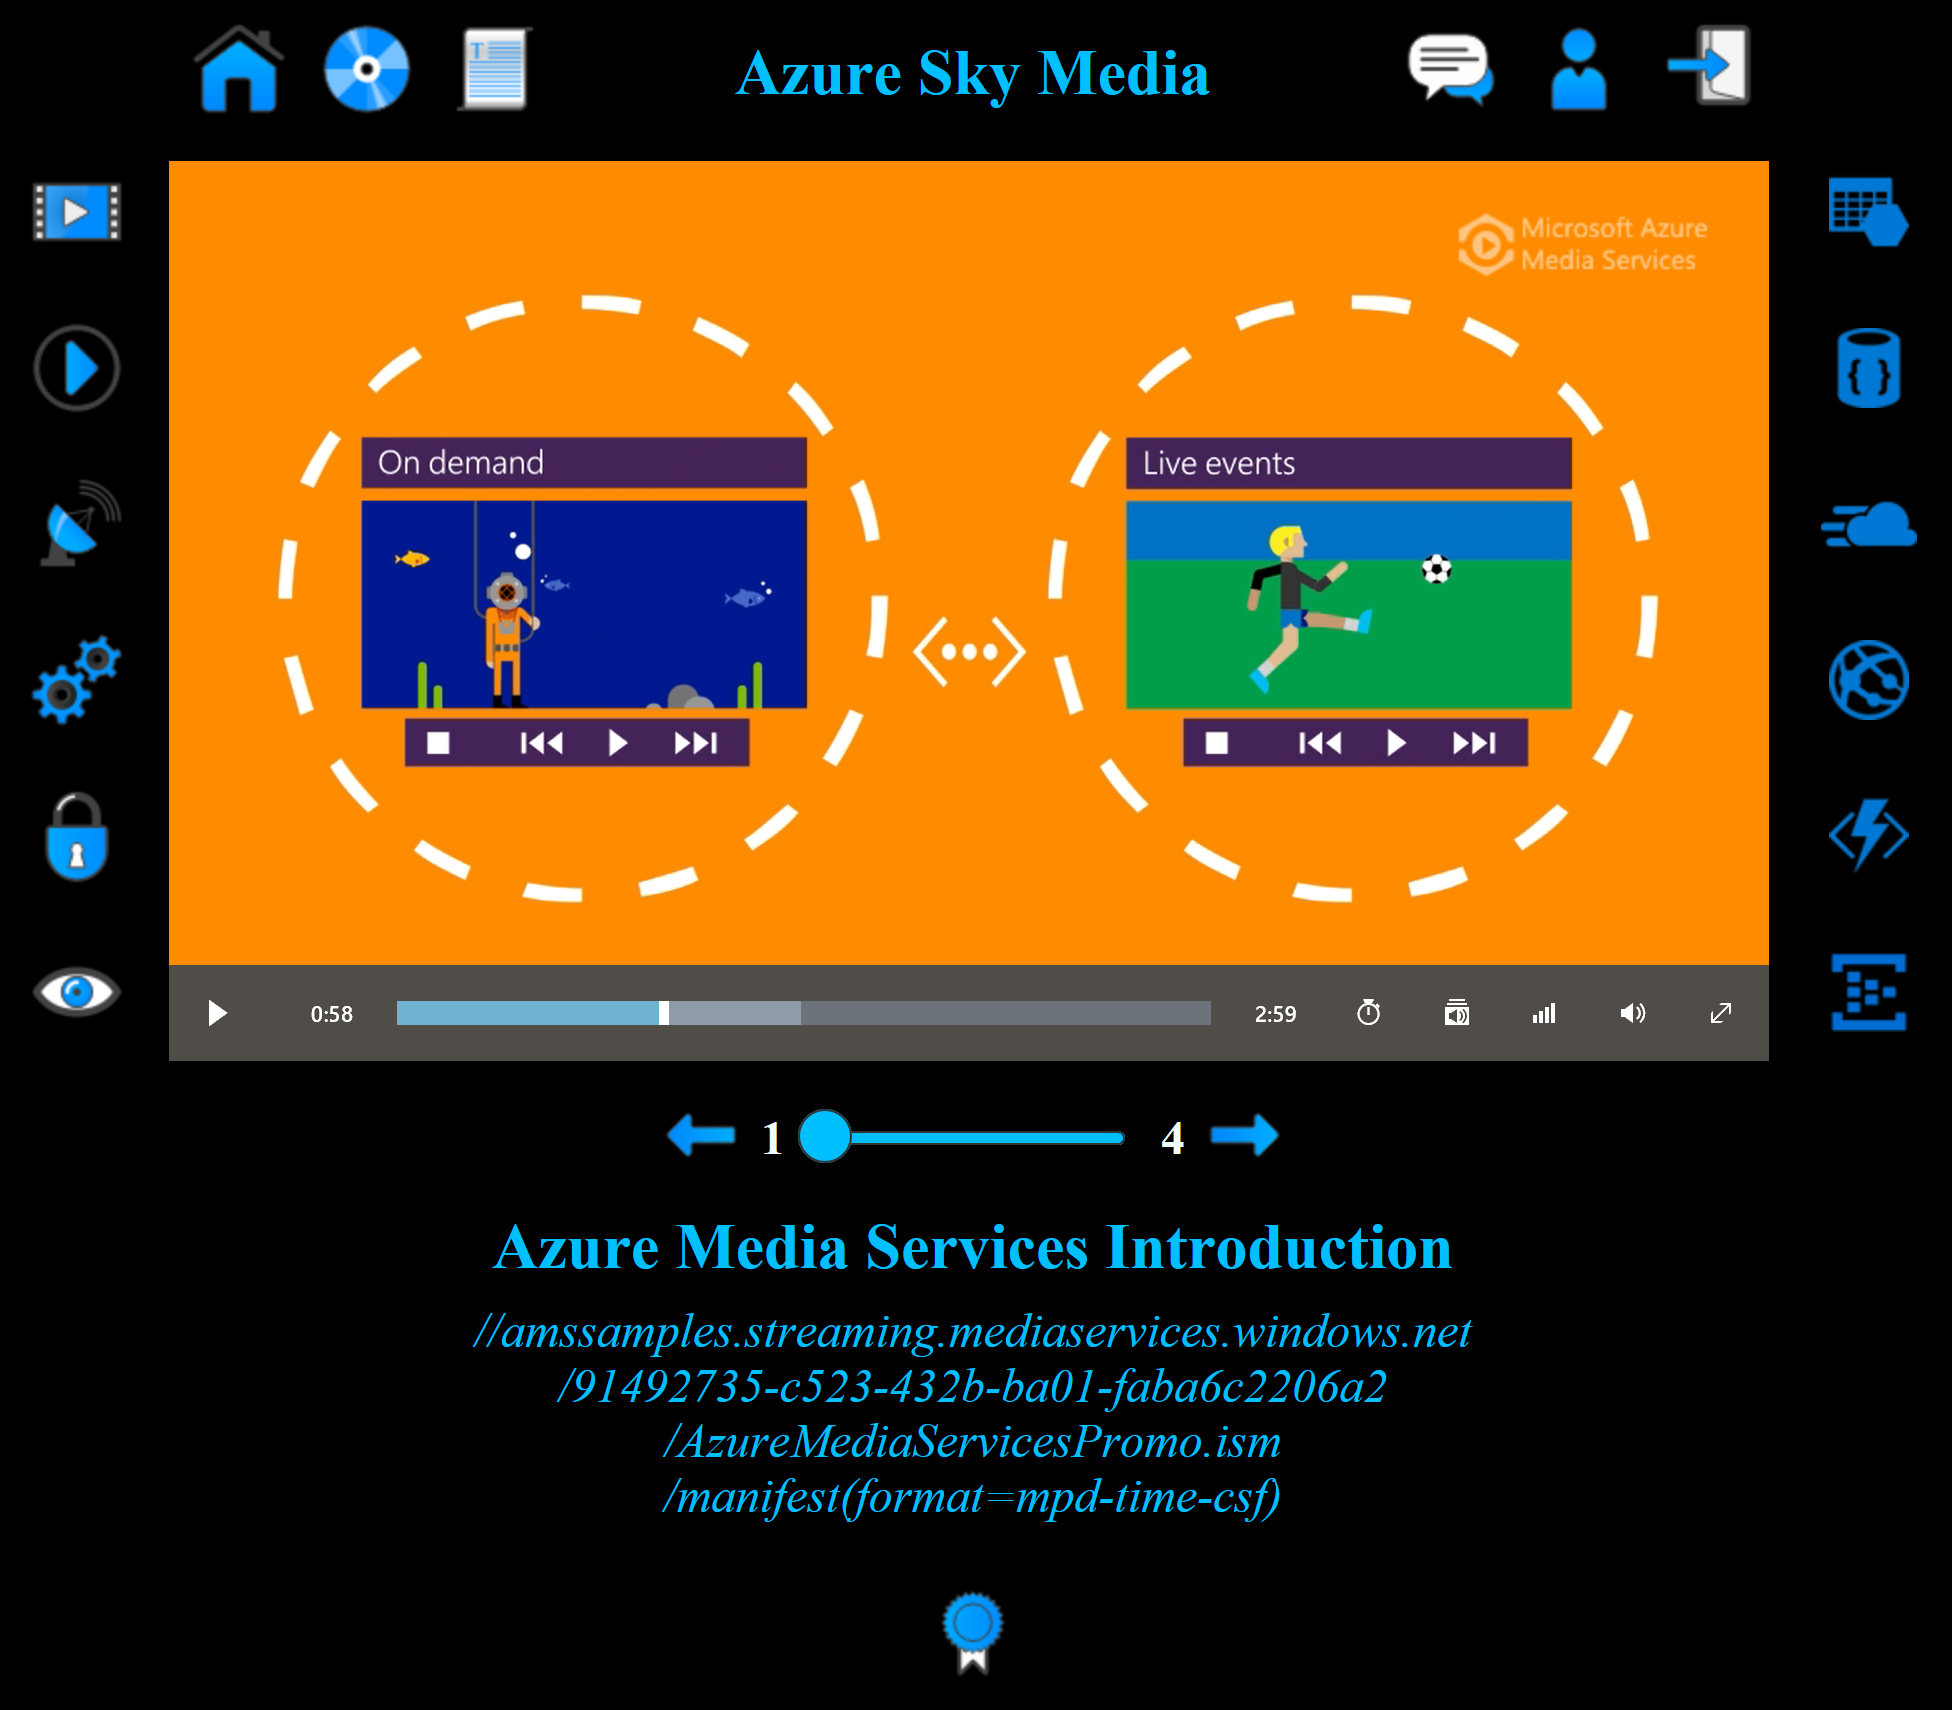 Azure Sky Media
Microsoft Azure
Media Services
On demand
Live events
0:58
2:59
1
4
Azure Media Services Introduction
//amssamples.streaming.mediaservices.windows.net
/91492735-c523-432b-ba01-faba6c2206a2
/AzureMediaServicesPromo.ism
/manifest(format=mpd-time-csf)